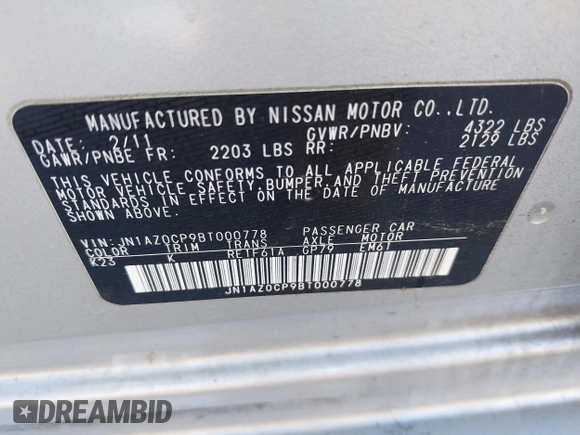 MANUFACTURED BY NISSAN MOTOR CO.,LTD.
DATE: 2/11 GVWR/PNBV: 4322 LBS
GAWR/PNBE FR: 2203 LBS RR: 2129 LBS
THIS VEHICLE CONFORMS TO ALL APPLICABLE FEDERAL
MOTOR VEHICLE SAFETY,BUMPER,AND THEFT PREVENTION
STANDARDS IN EFFECT ON THE DATE OF MANUFACTURE
SHOWN ABOVE.
VIN: JN1AZ0CP9BT000778 PASSENGER CAR
COLOR TRIM TRANS AXLE MOTOR
K23 K RE1F61A GP79 EM61
JN1AZ0CP9BT000778
DREAMBID